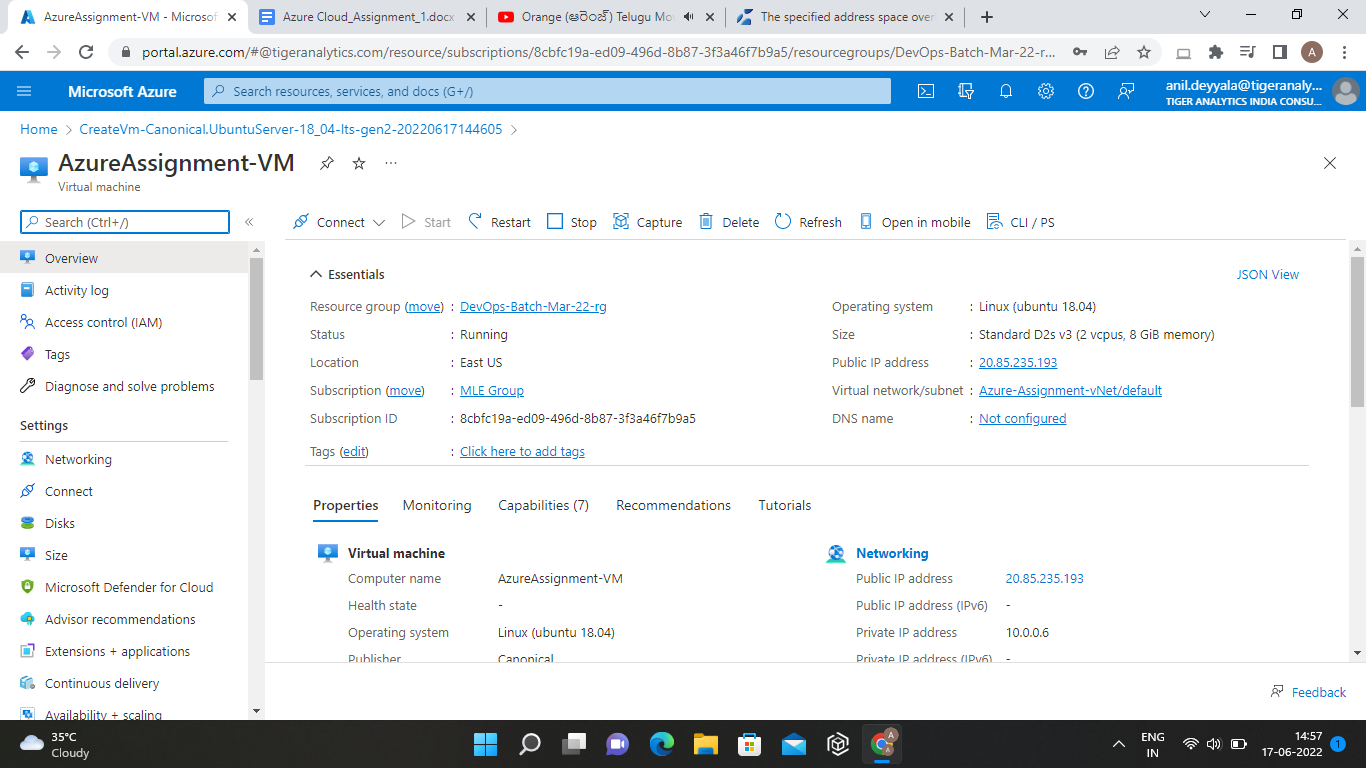 AzureAssignment-VM - Microsof
Azure Cloud_Assignment_1.docx
Orange (ఆరెంజ్) Telugu Mo
The specified address space over
portal.azure.com/#@tigeranalytics.com/resource/subscriptions/8cbfc19a-ed09-496d-8b87-3f3a46f7b9a5/resourcegroups/DevOps-Batch-Mar-22-r...
A
Microsoft Azure
Search resources, services, and docs (G+/)
anil.deyyala@tigeranaly...
TIGER ANALYTICS INDIA CONSU...
Home > CreateVm-Canonical.UbuntuServer-18_04-lts-gen2-20220617144605 >
AzureAssignment-VM
Virtual machine
Search (Ctrl+/)
Overview
Activity log
Access control (IAM)
Tags
Diagnose and solve problems
Settings
Networking
Connect
Disks
Size
Microsoft Defender for Cloud
Advisor recommendations
Extensions + applications
Continuous delivery
Availability + scaling
Connect Start Restart Stop Capture Delete Refresh Open in mobile CLI / PS
Essentials
JSON View
Resource group (move) : DevOps-Batch-Mar-22-rg
Status : Running
Location : East US
Subscription (move) : MLE Group
Subscription ID : 8cbfc19a-ed09-496d-8b87-3f3a46f7b9a5
Tags (edit) : Click here to add tags
Operating system : Linux (ubuntu 18.04)
Size : Standard D2s v3 (2 vcpus, 8 GiB memory)
Public IP address : 20.85.235.193
Virtual network/subnet : Azure-Assignment-vNet/default
DNS name : Not configured
Properties Monitoring Capabilities (7) Recommendations Tutorials
Virtual machine
Computer name AzureAssignment-VM
Health state -
Operating system Linux (ubuntu 18.04)
Publisher Canonical
Networking
Public IP address 20.85.235.193
Public IP address (IPv6) -
Private IP address 10.0.0.6
Private IP address (IPv6) -
Feedback
35°C
Cloudy
ENG
IN
14:57
17-06-2022
1